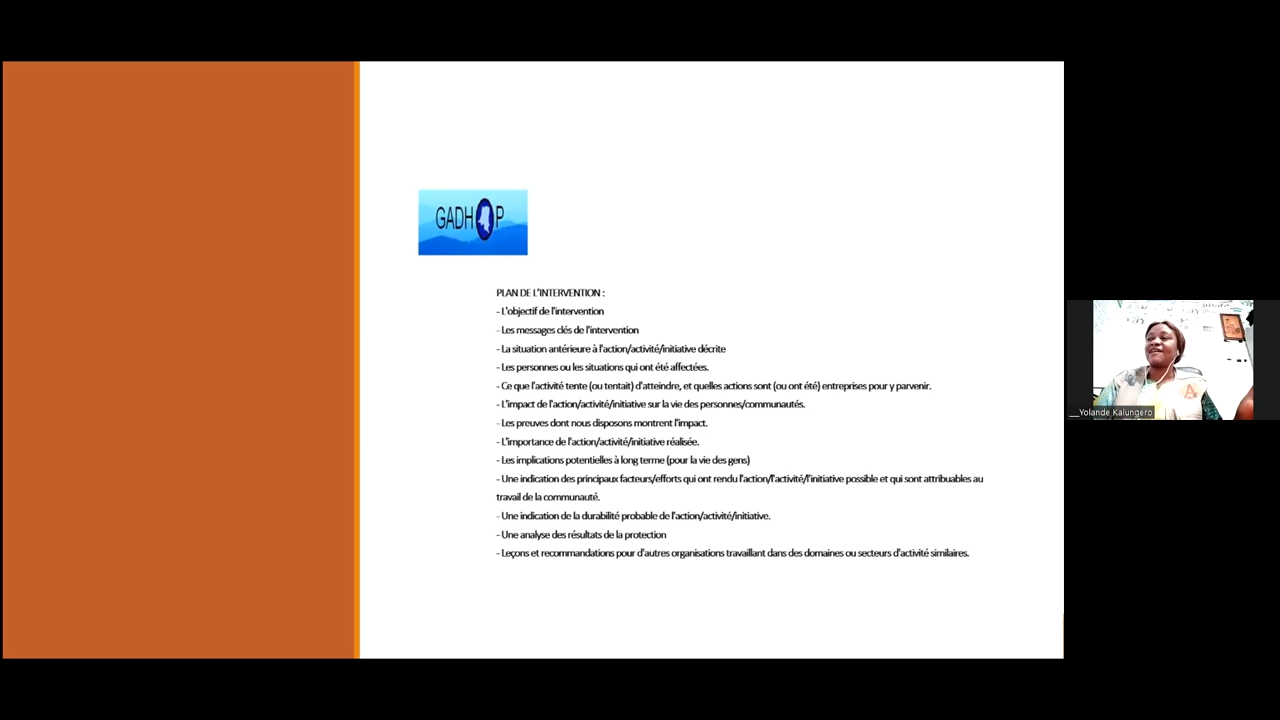 GADHOP
PLAN DE L'INTERVENTION :
- L'objectif de l'intervention
- Les messages clés de l'intervention
- La situation antérieure à l'action/activité/initiative décrite
- Les personnes ou les situations qui ont été affectées.
- Ce que l'activité tente (ou tentait) d'atteindre, et quelles actions sont (ou ont été) entreprises pour y parvenir.
- L'impact de l'action/activité/initiative sur la vie des personnes/communautés.
- Les preuves dont nous disposons montrent l'impact.
- L'importance de l'action/activité/initiative réalisée.
- Les implications potentielles à long terme (pour la vie des gens)
- Une indication des principaux facteurs/efforts qui ont rendu l'action/l'activité/l'initiative possible et qui sont attribuables au
travail de la communauté.
- Une indication de la durabilité probable de l'action/activité/initiative.
- Une analyse des résultats de la protection
- Leçons et recommandations pour d'autres organisations travaillant dans des domaines ou secteurs d'activité similaires.
__Yolande Kalungero